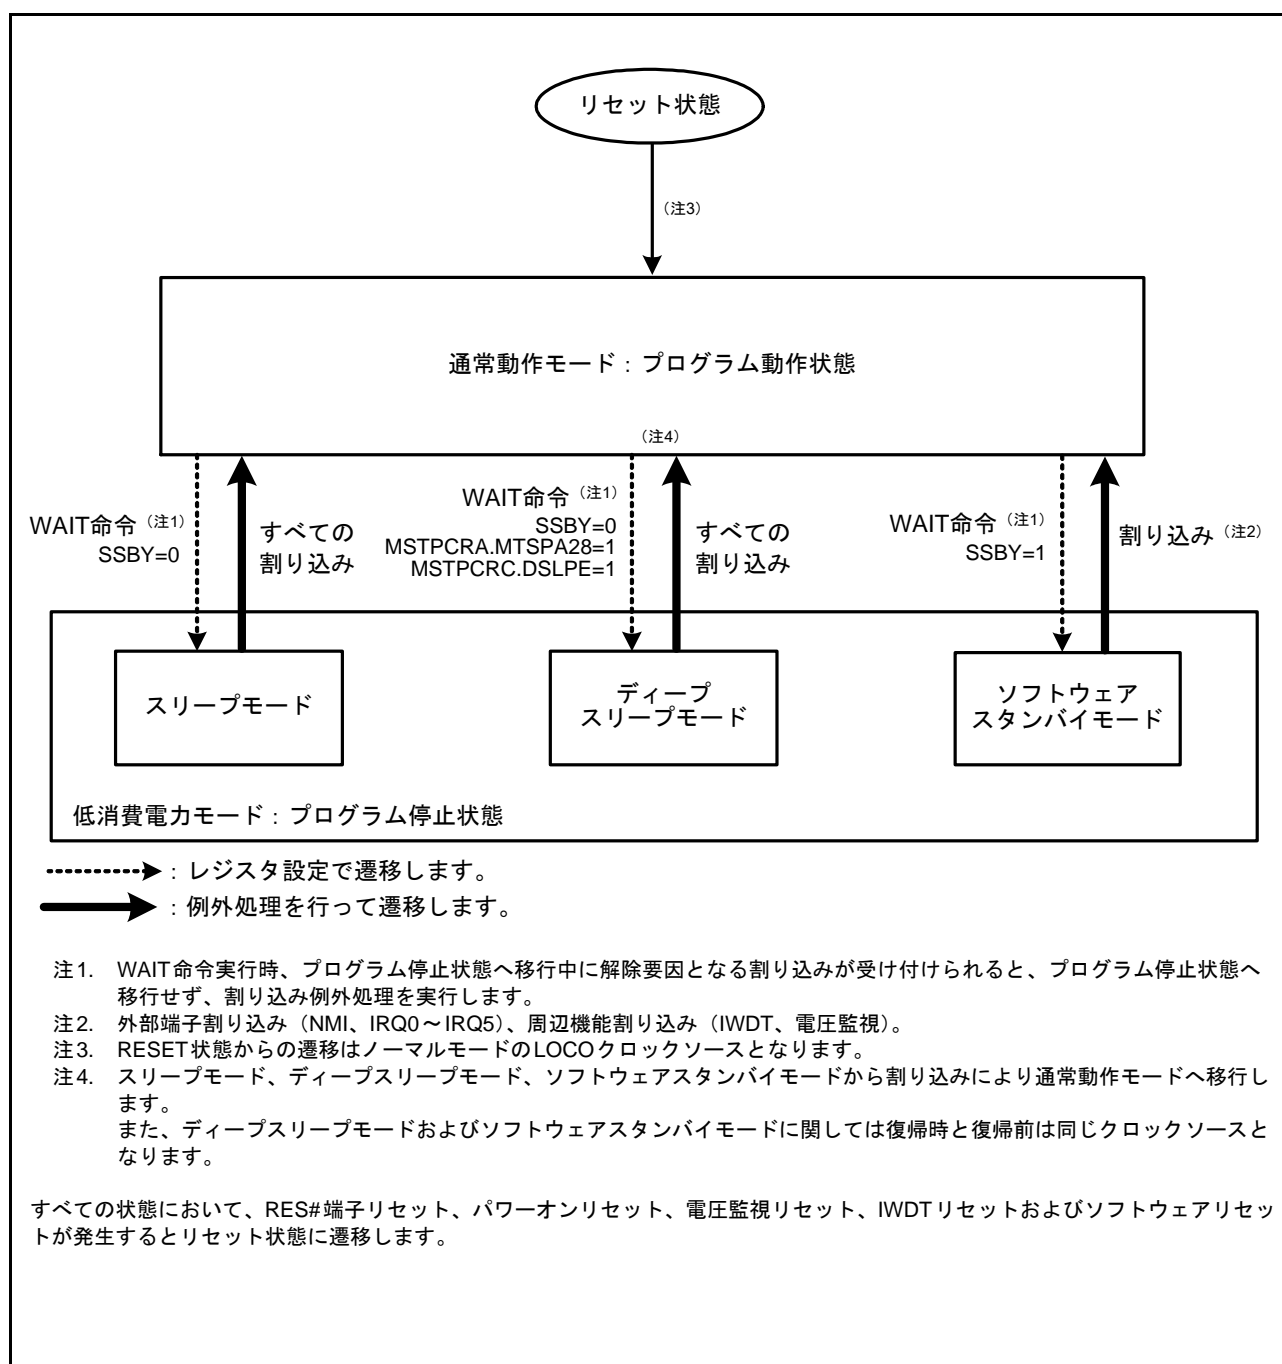 リセット状態
（注3）
通常動作モード：プログラム動作状態
（注4）
WAIT命令（注1）
SSBY=0
すべての
割り込み
WAIT命令（注1）
SSBY=0
MSTPCRA.MTSPA28=1
MSTPCRC.DSLPE=1
すべての
割り込み
WAIT命令（注1）
SSBY=1
割り込み（注2）
スリープモード
ディープ
スリープモード
ソフトウェア
スタンバイモード
低消費電力モード：プログラム停止状態
：レジスタ設定で遷移します。
：例外処理を行って遷移します。
注1. WAIT命令実行時、プログラム停止状態へ移行中に解除要因となる割り込みが受け付けられると、プログラム停止状態へ
移行せず、割り込み例外処理を実行します。
注2. 外部端子割り込み（NMI、IRQ0～IRQ5）、周辺機能割り込み（IWDT、電圧監視）。
注3. RESET状態からの遷移はノーマルモードのLOCOクロックソースとなります。
注4. スリープモード、ディープスリープモード、ソフトウェアスタンバイモードから割り込みにより通常動作モードへ移行し
ます。
また、ディープスリープモードおよびソフトウェアスタンバイモードに関しては復帰時と復帰前は同じクロックソースと
なります。
すべての状態において、RES#端子リセット、パワーオンリセット、電圧監視リセット、IWDTリセットおよびソフトウェアリセッ
トが発生するとリセット状態に遷移します。